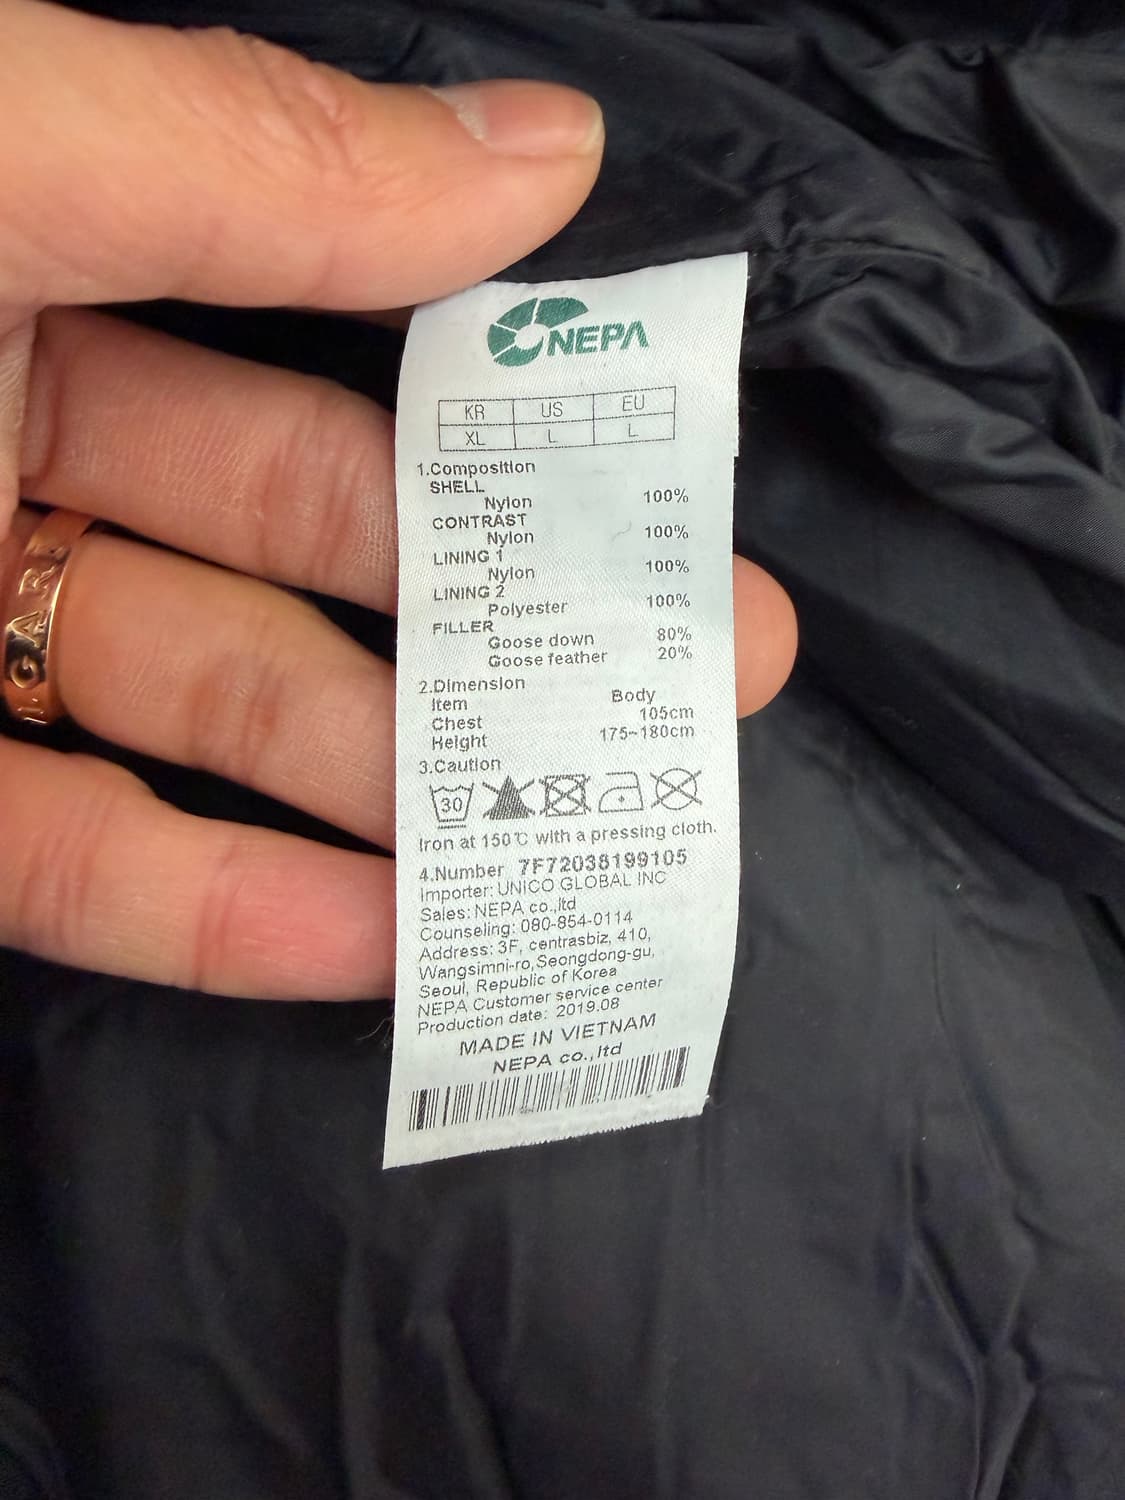 NEPA
KR US EU
XL L L
1.Composition
SHELL
Nylon 100%
CONTRAST
Nylon 100%
LINING 1
Nylon 100%
LINING 2
Polyester 100%
FILLER
Goose down 80%
Goose feather 20%
2.Dimension
Item Body
Chest 105cm
Height 175~180cm
3.Caution
30
Iron at 150℃ with a pressing cloth.
4.Number 7F72038199105
Importer: UNICO GLOBAL INC
Sales: NEPA co.,ltd
Counseling: 080-854-0114
Address: 3F, centrasbiz, 410,
Wangsimni-ro, Seongdong-gu,
Seoul, Republic of Korea
NEPA Customer service center
Production date: 2019.08
MADE IN VIETNAM
NEPA co.,ltd
GAR